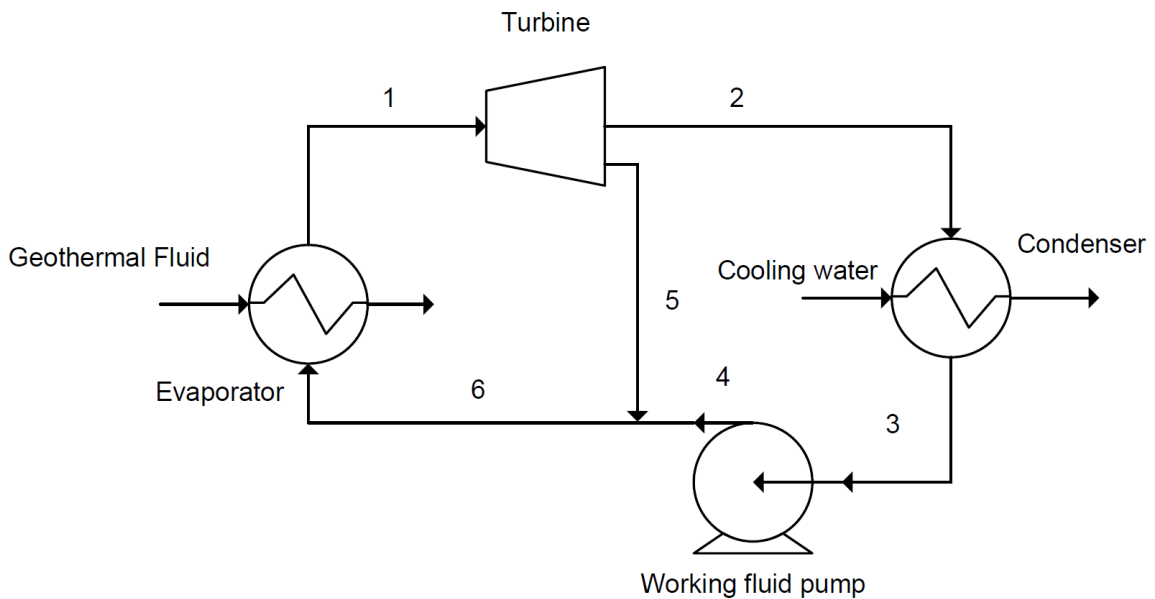 Turbine
1
2
Geothermal Fluid
Condenser
Cooling water
5
Evaporator
6
4
3
Working fluid pump